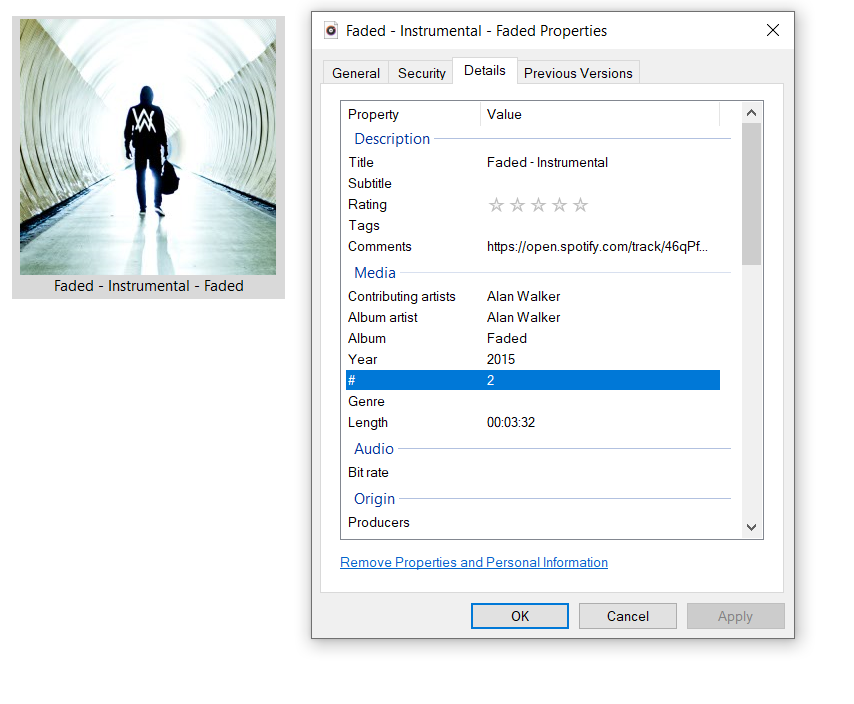 Faded - Instrumental - Faded
Faded - Instrumental - Faded Properties
General Security Details Previous Versions
Property Value
Description
Title Faded - Instrumental
Subtitle
Rating
Tags
Comments https://open.spotify.com/track/46qPf...
Media
Contributing artists Alan Walker
Album artist Alan Walker
Album Faded
Year 2015
# 2
Genre
Length 00:03:32
Audio
Bit rate
Origin
Producers
Remove Properties and Personal Information
OK Cancel Apply